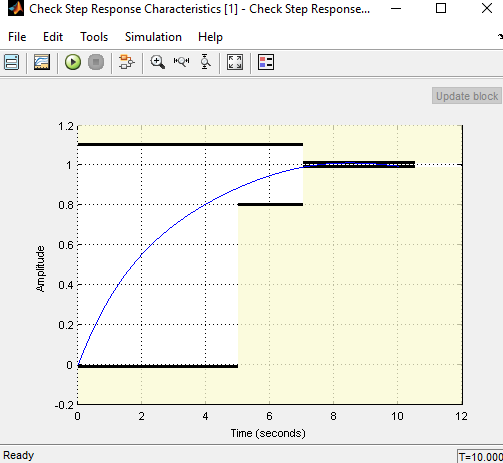 Check Step Response Characteristics [1] - Check Step Response...
File Edit Tools Simulation Help
Update block
1.2
1
0.8
0.6
0.4
0.2
0
-0.2
Amplitude
0 2 4 6 8 10 12
Time (seconds)
Ready T=10.000